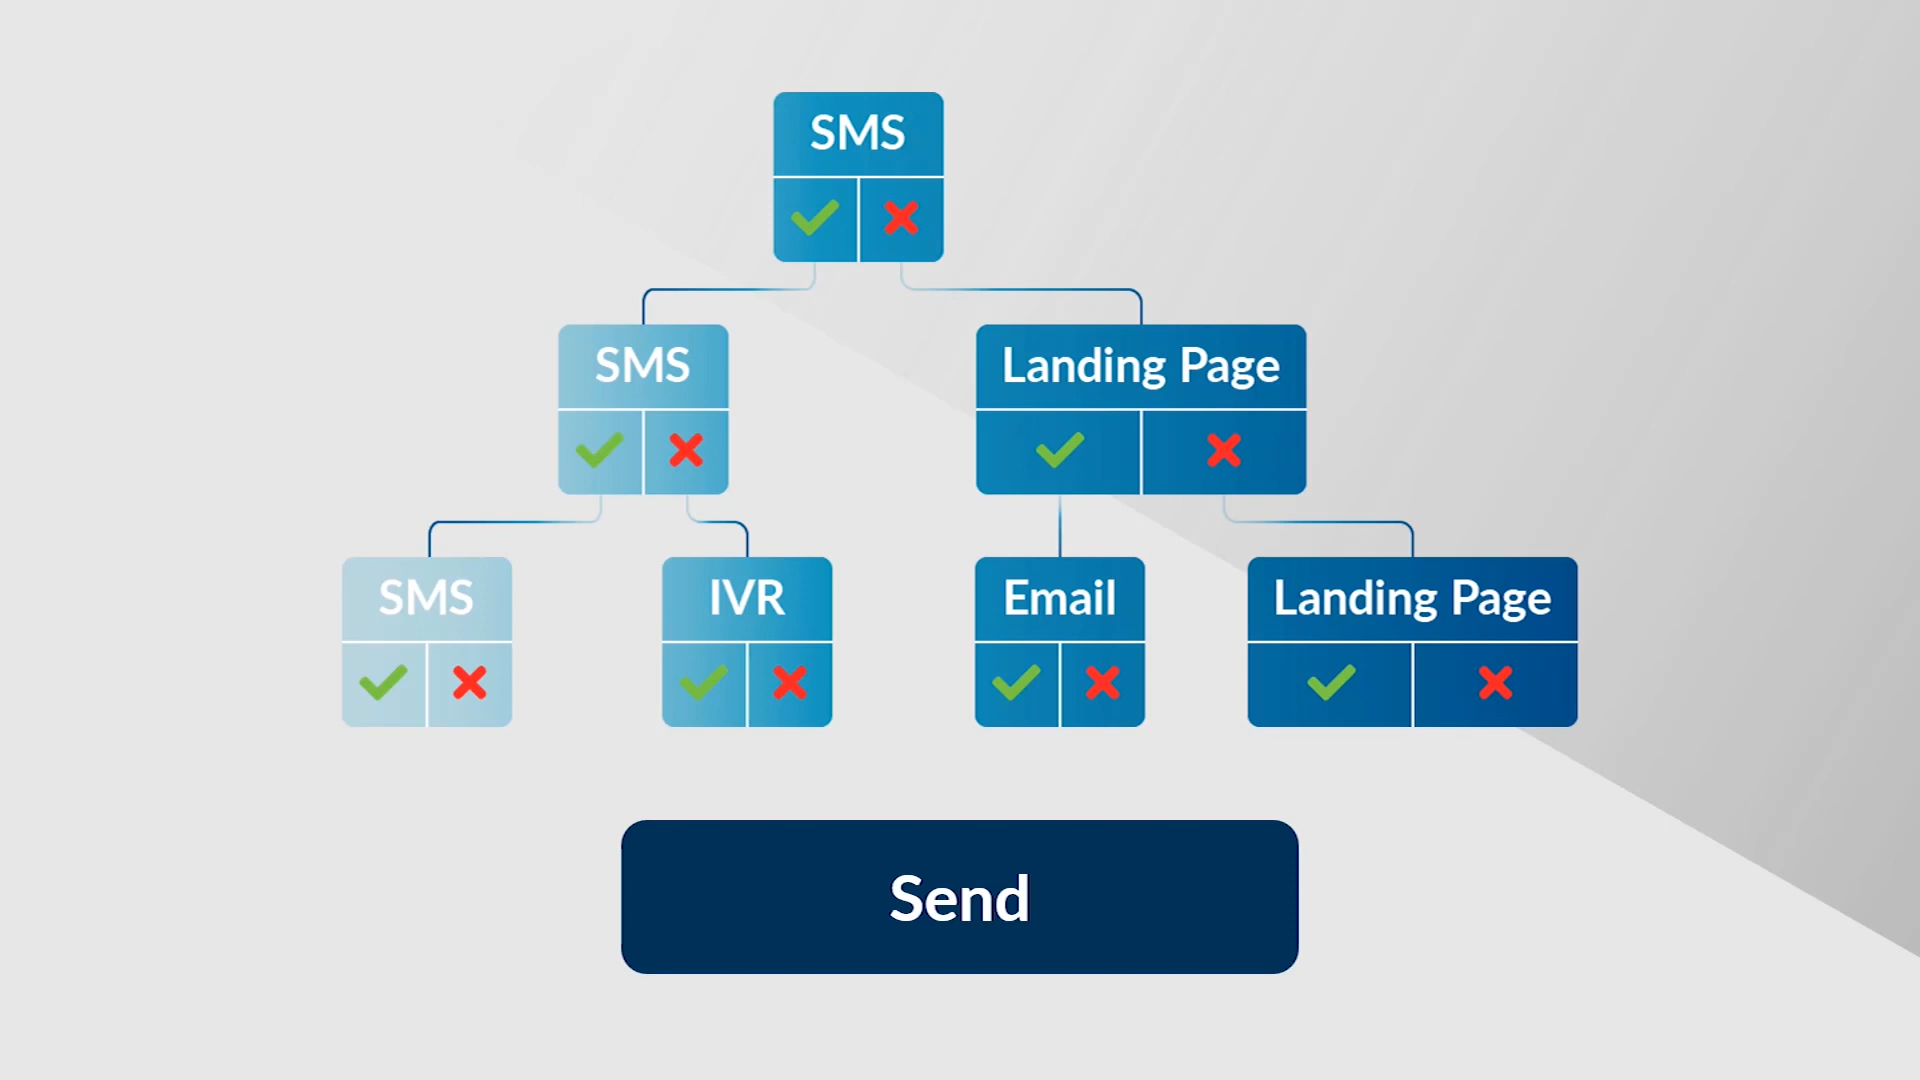 SMS
SMS
Landing Page
SMS
IVR
Email
Landing Page
Send